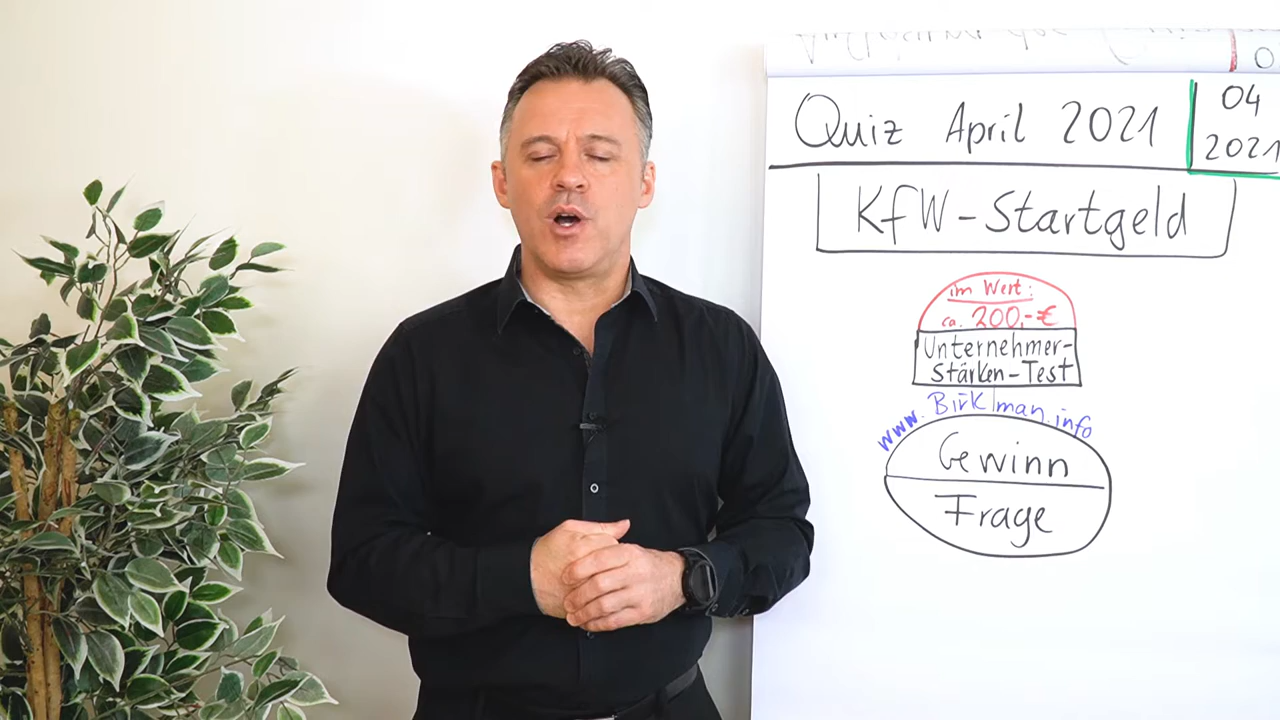 Quiz April 2021
04
2021
KfW-Startgeld
im Wert:
ca. 200,-€
Unternehmer-
Stärken-Test
www.Birkman.info
Gewinn
Frage